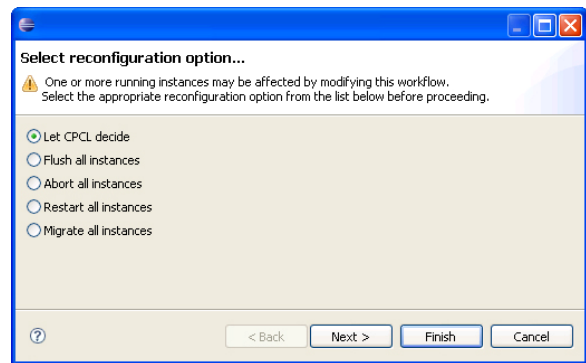 Select reconfiguration option...
One or more running instances may be affected by modifying this workflow.
Select the appropriate reconfiguration option from the list below before proceeding.
Let CPCL decide
Flush all instances
Abort all instances
Restart all instances
Migrate all instances
?
< Back
Next >
Finish
Cancel